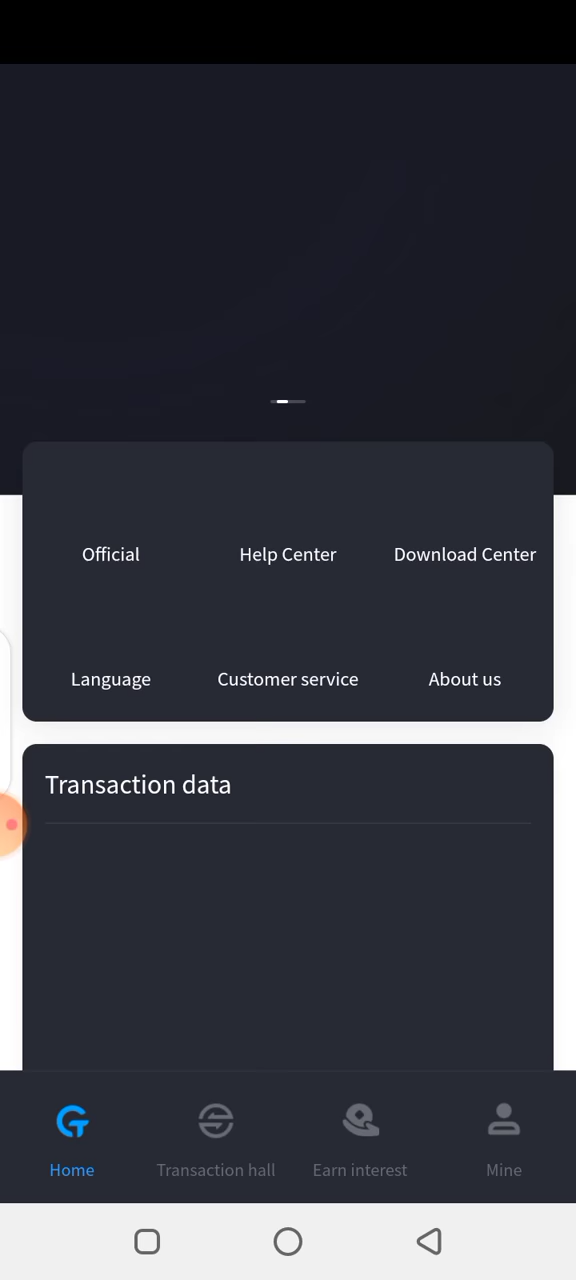 Official
Help Center
Download Center
Language
Customer service
About us
Transaction data
Home
Transaction hall
Earn interest
Mine